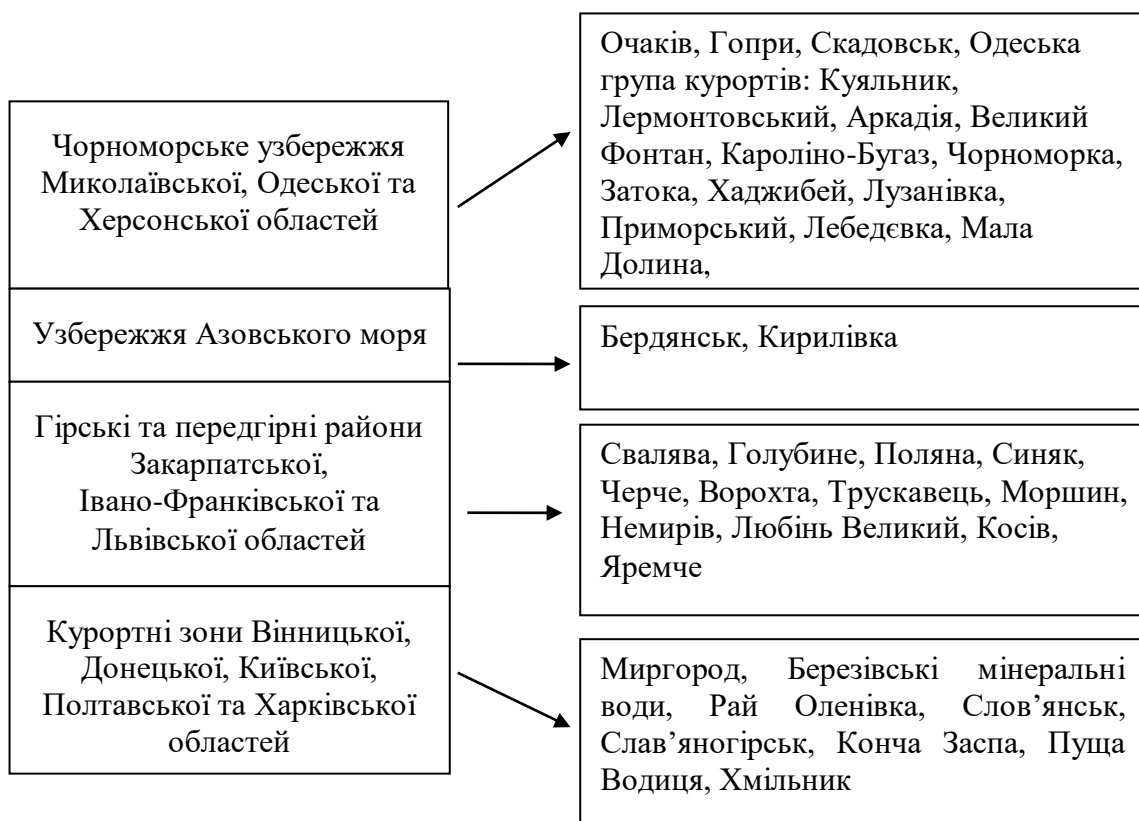 Чорноморське узбережжя
Миколаївської, Одеської та
Херсонської областей
Очаків, Гопри, Скадовськ, Одеська
група курортів: Куяльник,
Лермонтовський, Аркадія, Великий
Фонтан, Кароліно-Бугаз, Чорноморка,
Затока, Хаджибей, Лузанівка,
Приморський, Лебедєвка, Мала
Долина,
Узбережжя Азовського моря
Бердянськ, Кирилівка
Гірські та передгірні райони
Закарпатської,
Івано-Франківської та
Львівської областей
Свалява, Голубине, Поляна, Синяк,
Черче, Ворохта, Трускавець, Моршин,
Немирів, Любінь Великий, Косів,
Яремче
Курортні зони Вінницької,
Донецької, Київської,
Полтавської та Харківської
областей
Миргород, Березівські мінеральні
води, Рай Оленівка, Слов’янськ,
Слав’яногірськ, Конча Заспа, Пуща
Водиця, Хмільник